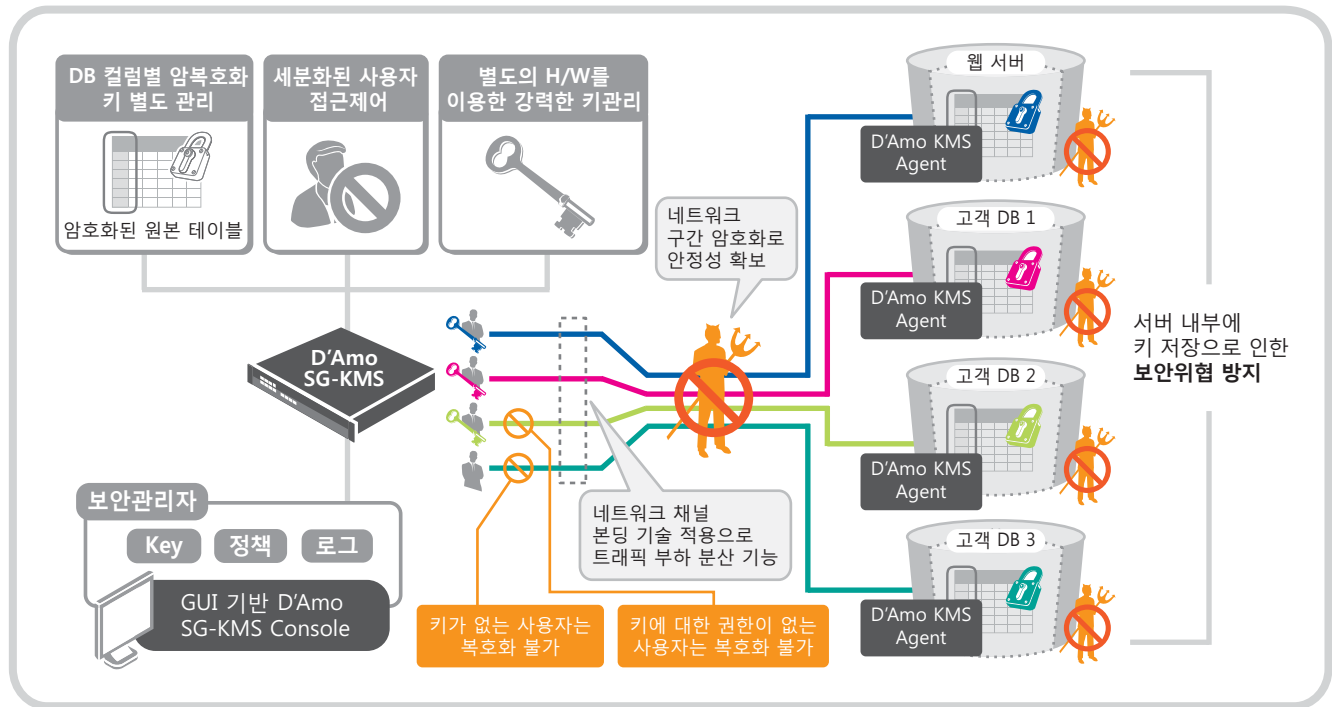 DB 컬럼별 암복호화
키 별도 관리
암호화된 원본 테이블
세분화된 사용자
접근제어
별도의 H/W를
이용한 강력한 키관리
D'Amo
SG-KMS
보안관리자
Key
정책
로그
GUI 기반 D'Amo
SG-KMS Console
네트워크
구간 암호화로
안정성 확보
네트워크 채널
본딩 기술 적용으로
트래픽 부하 분산 기능
키가 없는 사용자는
복호화 불가
키에 대한 권한이 없는
사용자는 복호화 불가
웹 서버
D'Amo KMS
Agent
고객 DB 1
D'Amo KMS
Agent
고객 DB 2
D'Amo KMS
Agent
고객 DB 3
D'Amo KMS
Agent
서버 내부에
키 저장으로 인한
보안위협 방지